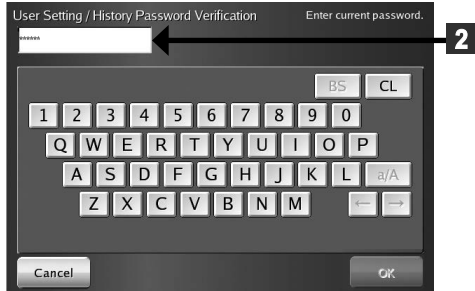 User Setting / History Password Verification Enter current password.
****** 2
BS CL
1 2 3 4 5 6 7 8 9 0
Q W E R T Y U I O P
A S D F G H J K L a/A
Z X C V B N M ← →
Cancel OK